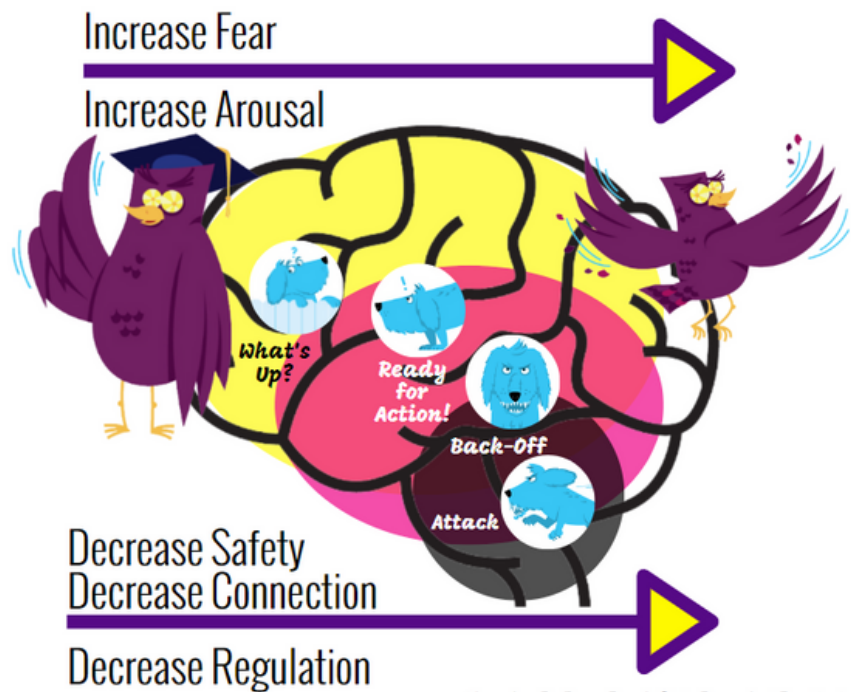 Increase Fear
Increase Arousal
What's
Up?
Ready
for
Action!
Back-Off
Attack
Decrease Safety
Decrease Connection
Decrease Regulation